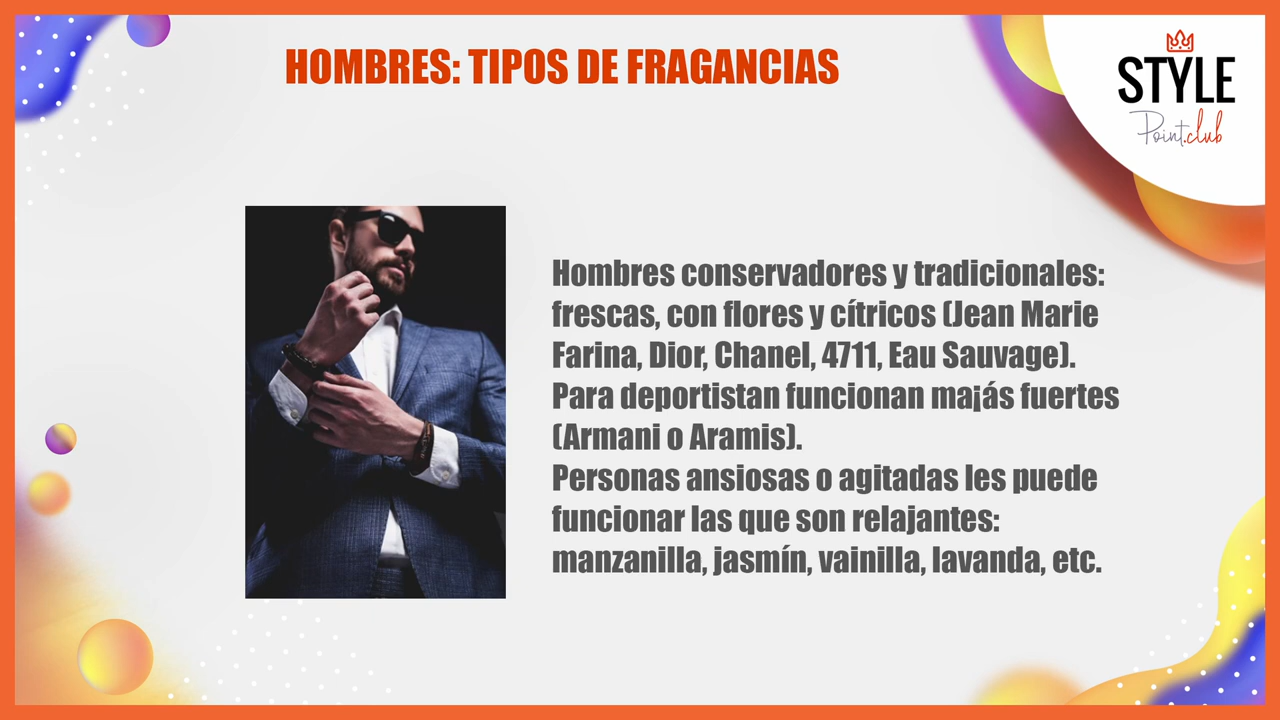 HOMBRES: TIPOS DE FRAGANCIAS
STYLE
Point.club
Hombres conservadores y tradicionales:
frescas, con flores y cítricos (Jean Marie
Farina, Dior, Chanel, 4711, Eau Sauvage).
Para deportistan funcionan ma¡ás fuertes
(Armani o Aramis).
Personas ansiosas o agitadas les puede
funcionar las que son relajantes:
manzanilla, jasmín, vainilla, lavanda, etc.